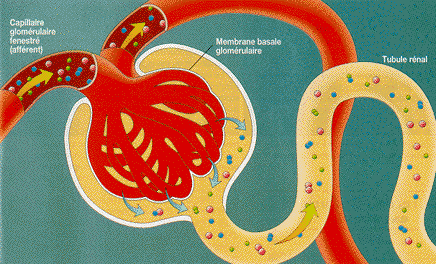 Capillaire
glomérulaire
fenestré
(afférent)
Membrane basale
glomérulaire
Tubule rénal